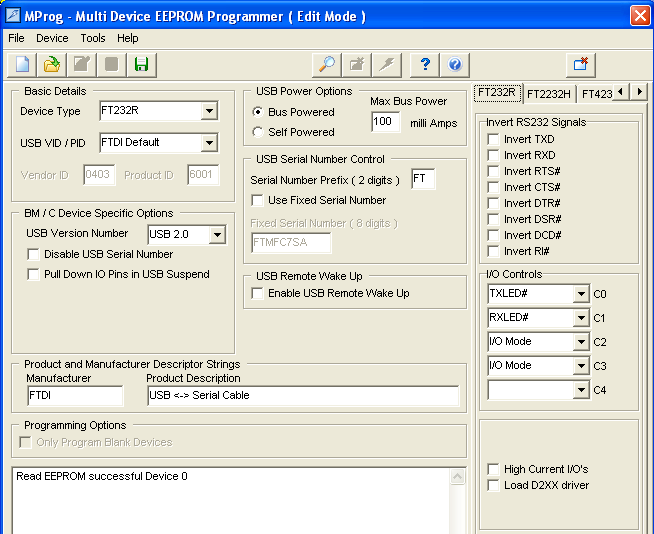 MProg - Multi Device EEPROM Programmer ( Edit Mode )
File Device Tools Help
Basic Details
Device Type FT232R
USB VID / PID FTDI Default
Vendor ID 0403 Product ID 6001
BM / C Device Specific Options
USB Version Number USB 2.0
Disable USB Serial Number
Pull Down IO Pins in USB Suspend
USB Power Options
Bus Powered
Self Powered
Max Bus Power
100 milli Amps
USB Serial Number Control
Serial Number Prefix ( 2 digits ) FT
Use Fixed Serial Number
Fixed Serial Number ( 8 digits )
FTMFC7SA
USB Remote Wake Up
Enable USB Remote Wake Up
Product and Manufacturer Descriptor Strings
Manufacturer Product Description
FTDI USB <-> Serial Cable
Programming Options
Only Program Blank Devices
Read EEPROM successful Device 0
FT232R FT2232H FT423
Invert RS232 Signals
Invert TXD
Invert RXD
Invert RTS#
Invert CTS#
Invert DTR#
Invert DSR#
Invert DCD#
Invert RI#
I/O Controls
TXLED# C0
RXLED# C1
I/O Mode C2
I/O Mode C3
C4
High Current I/O's
Load D2XX driver